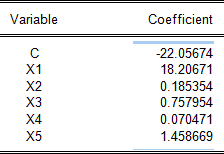 Variable Coefficient
C -22.05674
X1 18.20671
X2 0.185354
X3 0.757954
X4 0.070471
X5 1.458669